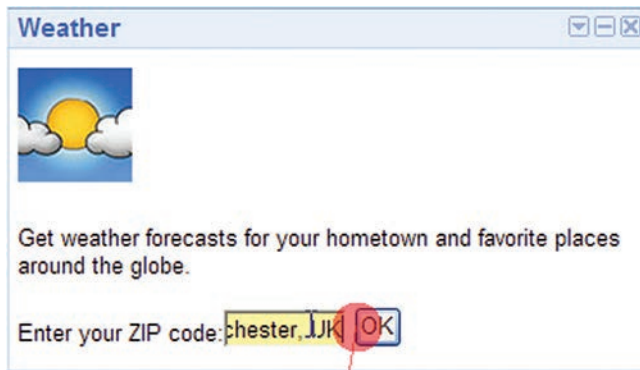 Weather
Get weather forecasts for your hometown and favorite places
around the globe.
Enter your ZIP code: chester, UK OK